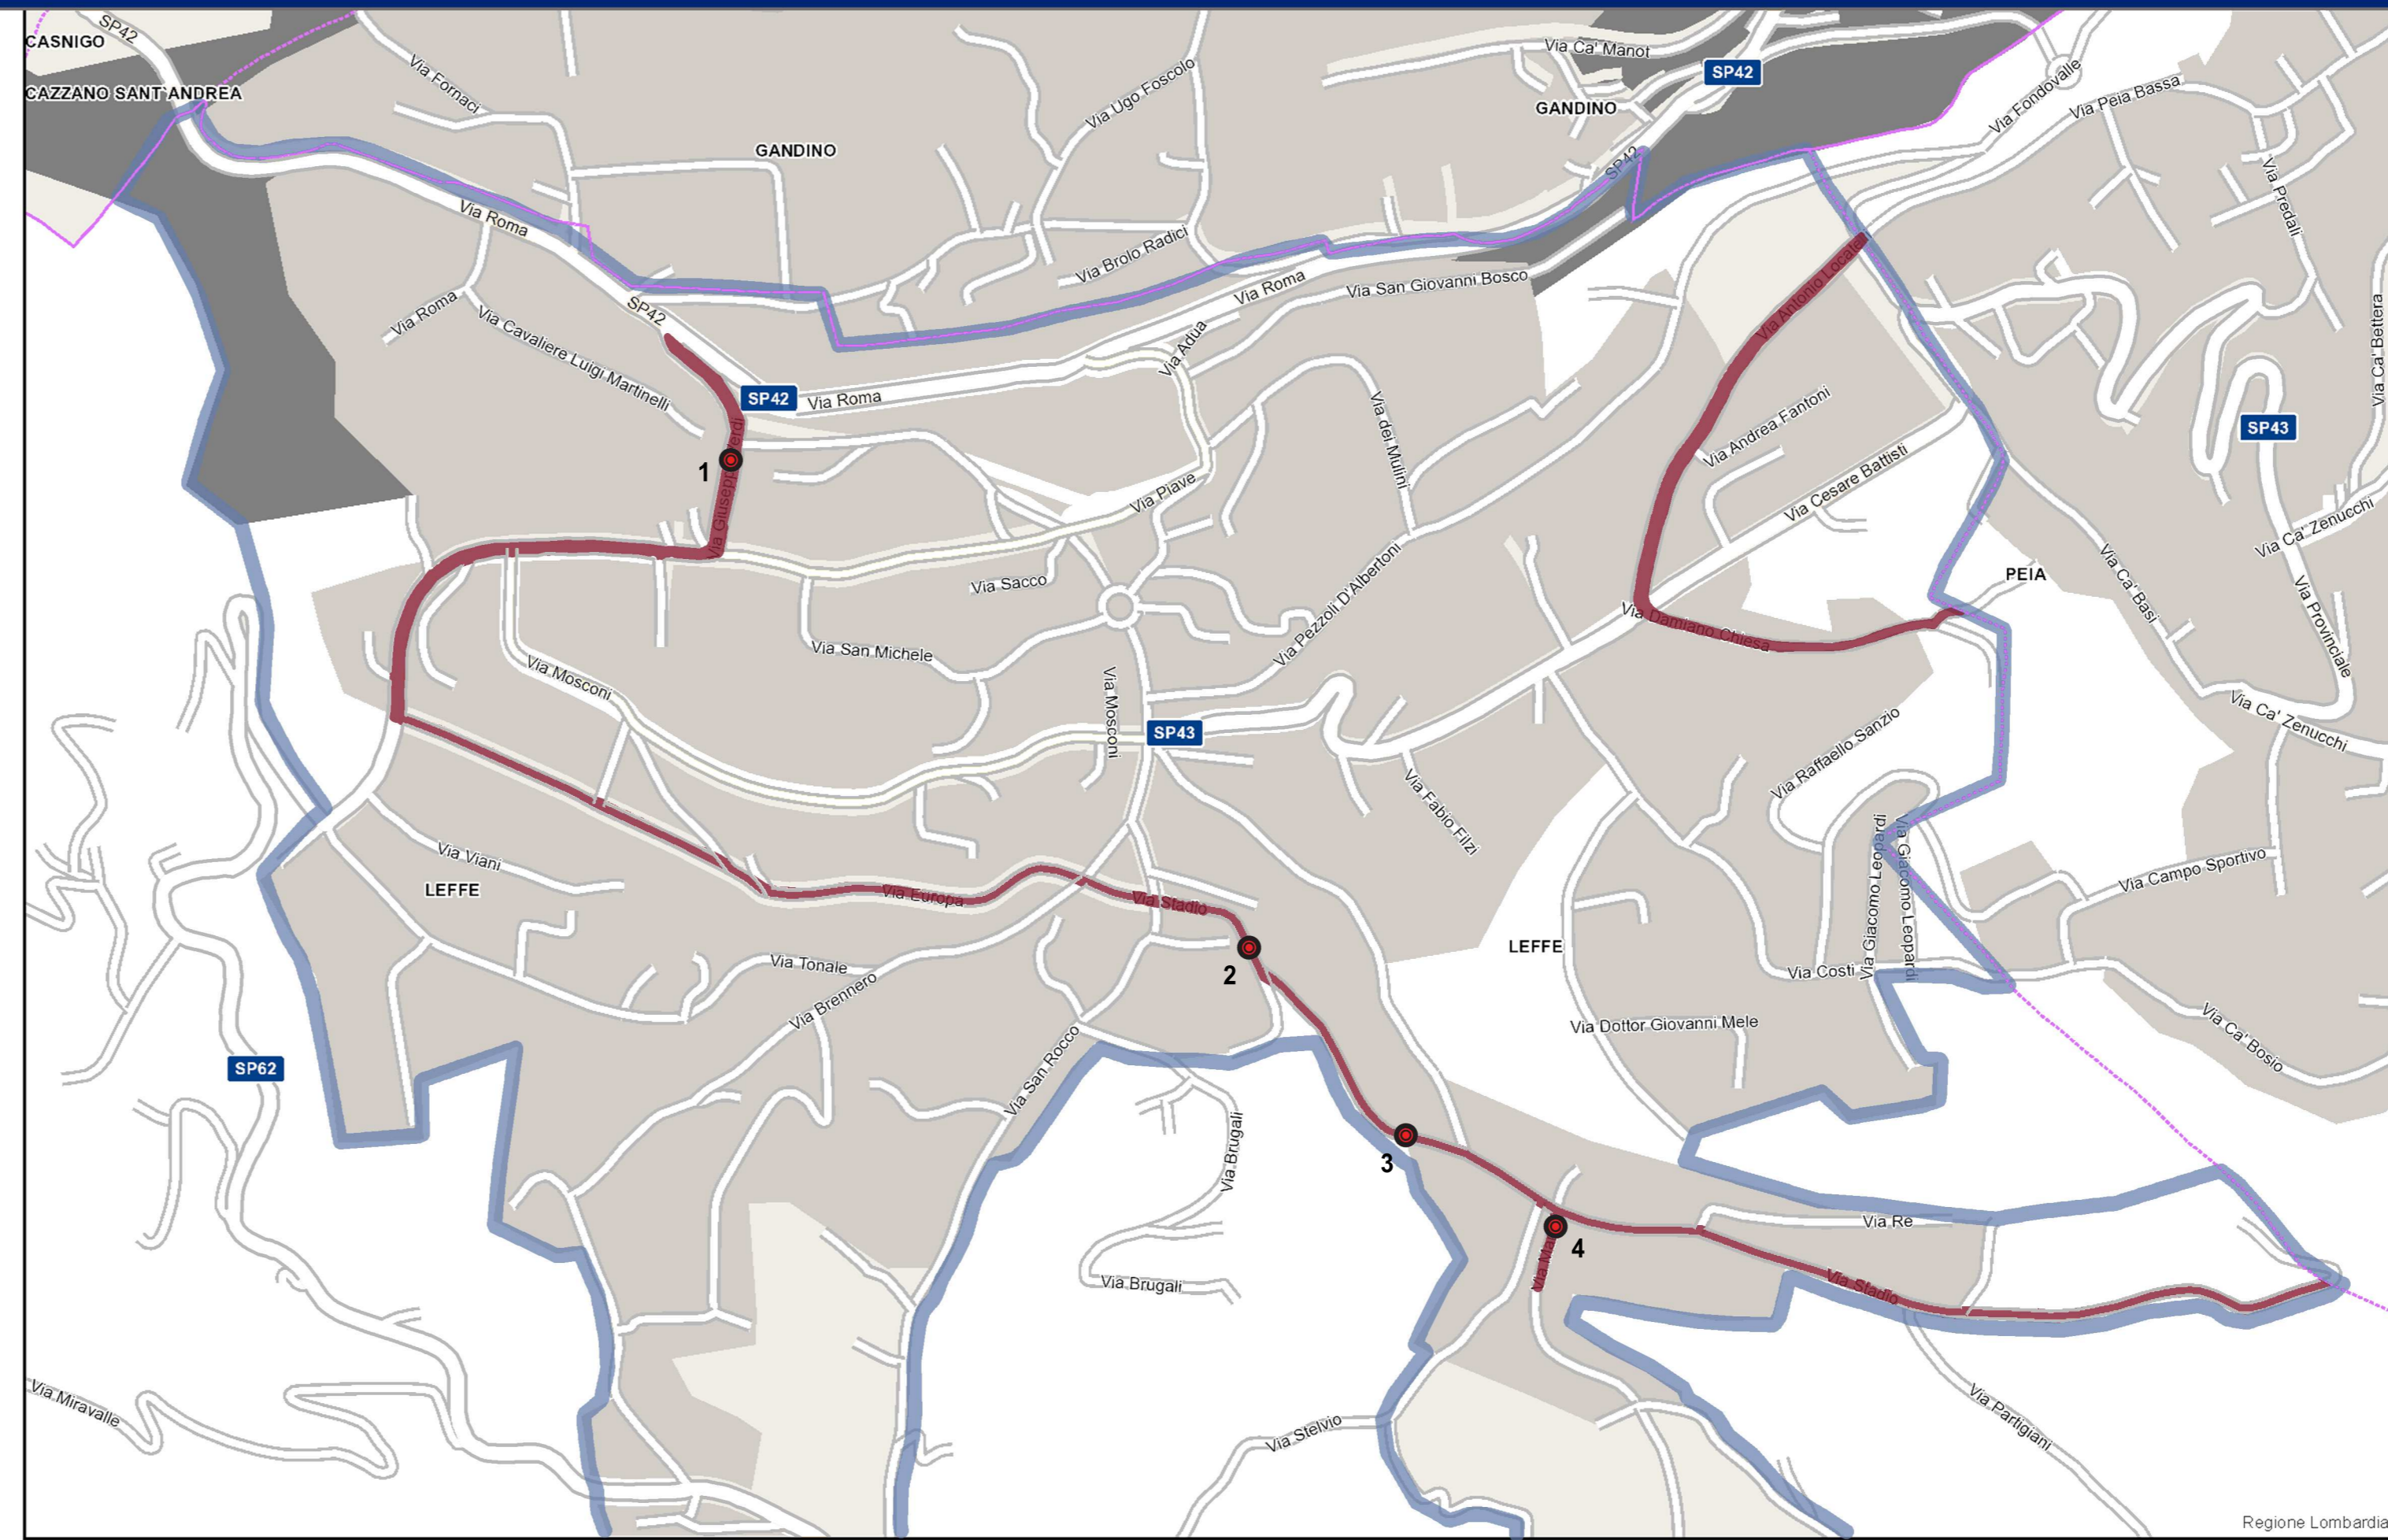 SP42
CASNIGO
Via Ca' Manot
SP42
Via Fornaci
Via Ugo Foscolo
CAZZANO SANT'ANDREA
GANDINO
Via Fondovalle
Via Peia Bassa
GANDINO
SP42
Via Predali
Via Roma
Via Brolo Radici
Via Antonio Locate
Via Roma
Via San Giovanni Bosco
SP42
Via Roma
Via Cavaliere Luigi Martinelli
Via Adua
Via Ca' Bettera
SP42
Via Roma
Via dei Mulini
Via Andrea Fantoni
SP43
1
Via Giuseppe Verdi
Via Piave
Via Cesare Battisti
Via Ca' Zenucchi
Via Sacco
Via Pezzoli D'Albertoni
PEIA
Via Ca' Basi
Via Provinciale
Via Damiano Chiesa
Via San Michele
Via Mosconi
Via Mosconi
SP43
Via Ca' Zenucchi
Via Raffaello Sanzio
Via Fabio Filzi
Via Viani
LEFFE
Via Giacomo Leopardi
Via Giacomo Leopardi
Via Campo Sportivo
Via Europa
Via Stadio
LEFFE
2
Via Tonale
Via Costi
Via Brennero
Via Dottor Giovanni Mele
Via Ca' Bosio
SP62
Via San Rocco
Via Brugali
3
Via Re
4
Via Brugali
Via Stadio
Via Miravalle
Via Stelvio
Via Partigiani
Regione Lombardia